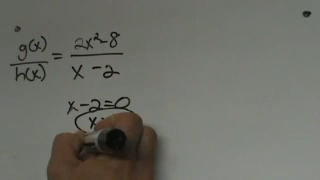 g(x)/h(x) = 2x²-8/x-2
x-2=0
x